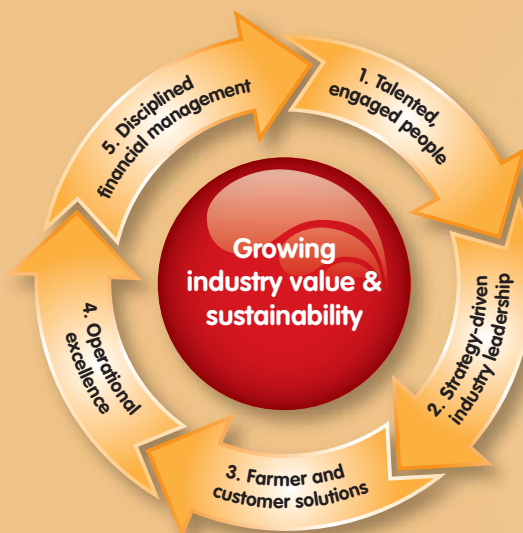 1. Talented,
engaged people
2. Strategy-driven
industry leadership
3. Farmer and
customer solutions
4. Operational
excellence
5. Disciplined
financial management
Growing
industry value &
sustainability